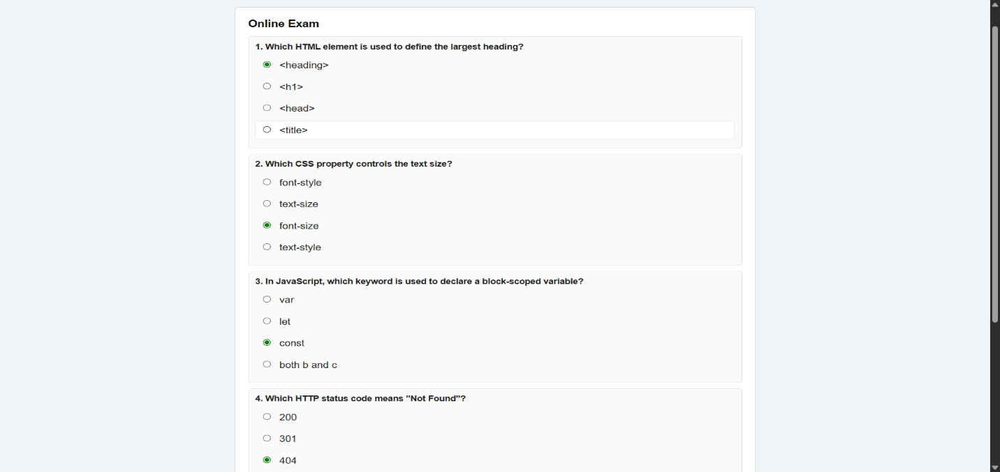 Online Exam
1. Which HTML element is used to define the largest heading?
<heading>
<h1>
<head>
<title>
2. Which CSS property controls the text size?
font-style
text-size
font-size
text-style
3. In JavaScript, which keyword is used to declare a block-scoped variable?
var
let
const
both b and c
4. Which HTTP status code means "Not Found"?
200
301
404